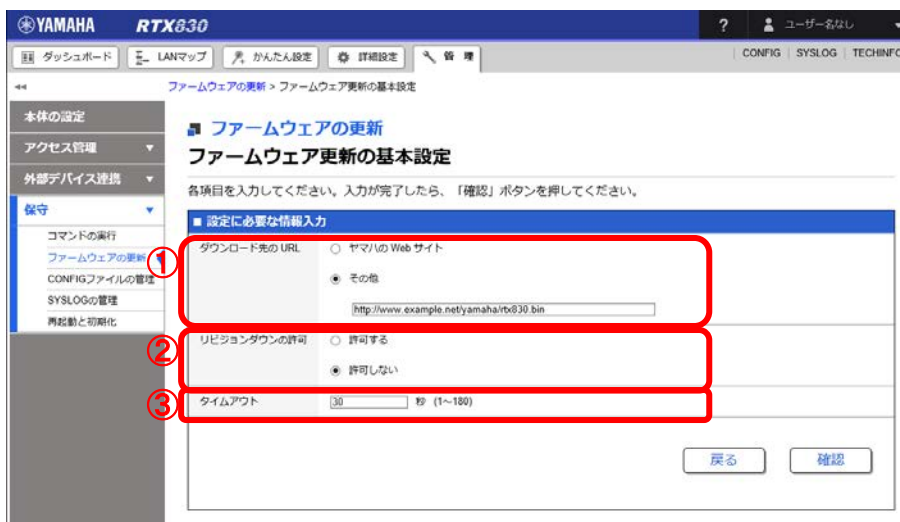 YAMAHA RTX830
? ユーザー名なし
ダッシュボード LANマップ かんたん設定 詳細設定 管理 CONFIG SYSLOG TECHINFO
ファームウェアの更新 > ファームウェア更新の基本設定
本体の設定
アクセス管理
外部デバイス連携
保守
コマンドの実行
ファームウェアの更新
CONFIGファイルの管理
SYSLOGの管理
再起動と初期化
ファームウェアの更新
ファームウェア更新の基本設定
各項目を入力してください。入力が完了したら、「確認」ボタンを押してください。
■ 設定に必要な情報入力
① ダウンロード先の URL ヤマハの Web サイト
その他
http://www.example.net/yamaha/rtx830.bin
② リビジョンダウンの許可 許可する
許可しない
③ タイムアウト 30 秒 (1~180)
戻る 確認